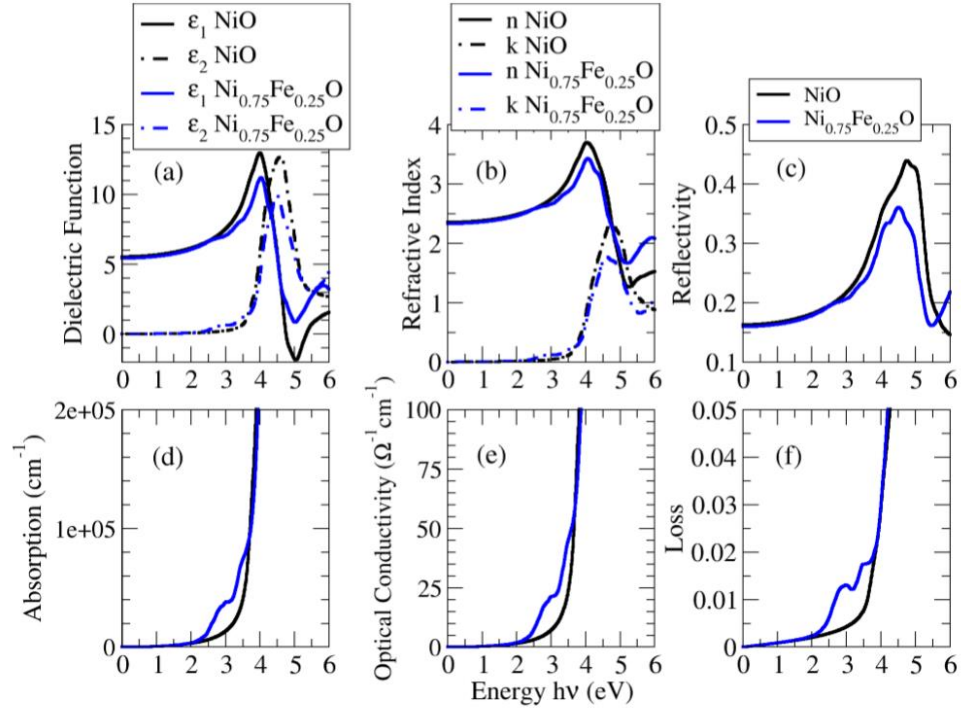 ε₁ NiO
ε₂ NiO
ε₁ Ni₀.₇₅Fe₀.₂₅O
ε₂ Ni₀.₇₅Fe₀.₂₅O
n NiO
k NiO
n Ni₀.₇₅Fe₀.₂₅O
k Ni₀.₇₅Fe₀.₂₅O
NiO
Ni₀.₇₅Fe₀.₂₅O
(a)
Dielectric Function
15
10
5
0
0 1 2 3 4 5 6
(b)
Refractive Index
4
3
2
1
0
0 1 2 3 4 5 6
(c)
Reflectivity
0.5
0.4
0.3
0.2
0.1
0 1 2 3 4 5 6
(d)
Absorption (cm⁻¹)
2e+05
1e+05
0
0 1 2 3 4 5 6
(e)
Optical Conductivity (Ω⁻¹cm⁻¹)
100
75
50
25
0
0 1 2 3 4 5 6
Energy hν (eV)
(f)
Loss
0.05
0.04
0.03
0.02
0.01
0
0 1 2 3 4 5 6